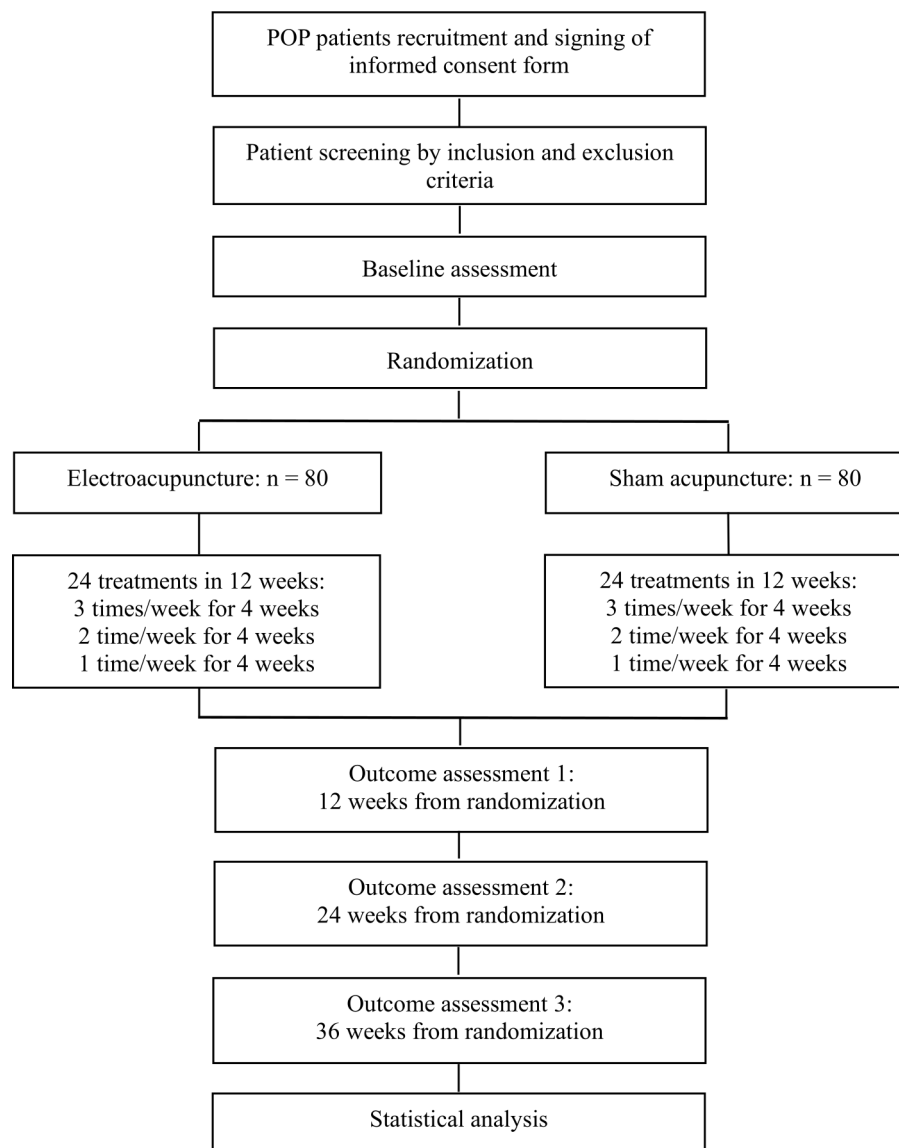 POP patients recruitment and signing of
informed consent form
Patient screening by inclusion and exclusion
criteria
Baseline assessment
Randomization
Electroacupuncture: n = 80
Sham acupuncture: n = 80
24 treatments in 12 weeks:
3 times/week for 4 weeks
2 time/week for 4 weeks
1 time/week for 4 weeks
24 treatments in 12 weeks:
3 times/week for 4 weeks
2 time/week for 4 weeks
1 time/week for 4 weeks
Outcome assessment 1:
12 weeks from randomization
Outcome assessment 2:
24 weeks from randomization
Outcome assessment 3:
36 weeks from randomization
Statistical analysis